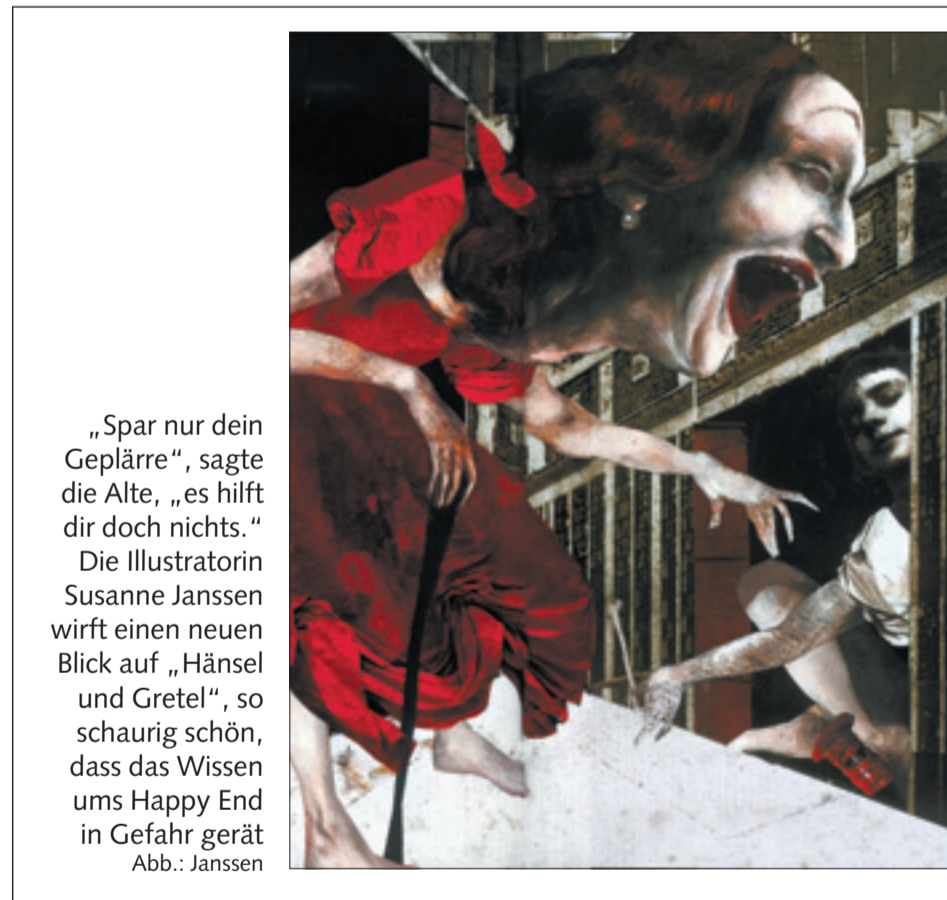 „Spar nur dein
Geplärre“, sagte
die Alte, „es hilft
dir doch nichts.“
Die Illustratorin
Susanne Janssen
wirft einen neuen
Blick auf „Hänsel
und Gretel“, so
schaurig schön,
dass das Wissen
ums Happy End
in Gefahr gerät
Abb.: Janssen